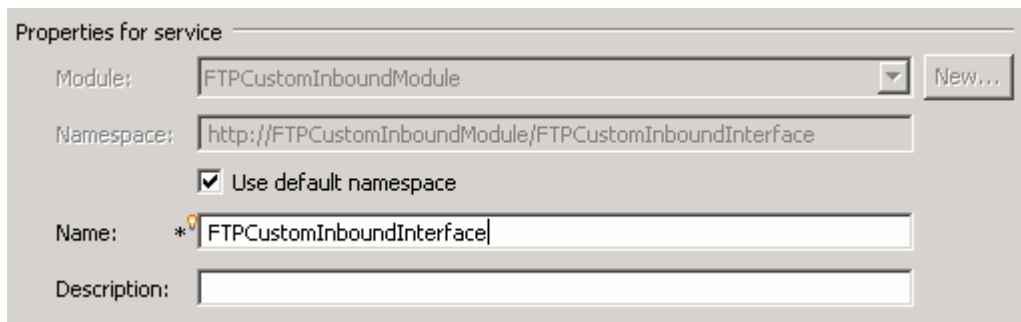 Properties for service
Module: FTPCustomInboundModule New...
Namespace: http://FTPCustomInboundModule/FTPCustomInboundInterface
Use default namespace
Name: * FTPCustomInboundInterface
Description: